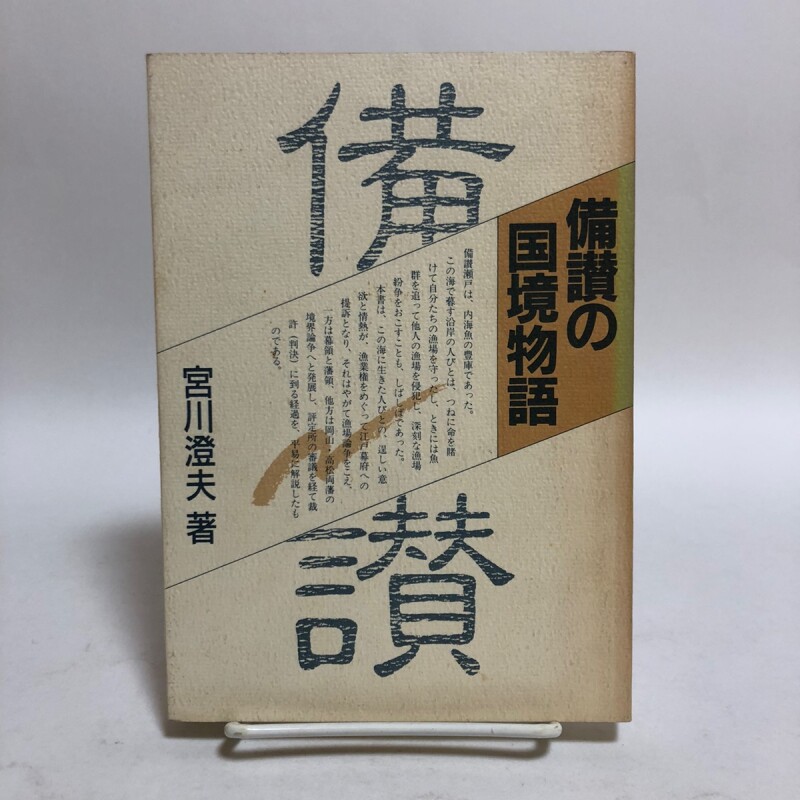 備讃の
国境物語
備
讃
備讃瀬戸は、内海魚の豊庫であった。
この海で暮す沿岸の人びとは、つねに命を賭
けて自分たちの漁場を守ったし、ときには魚
群を追って他人の漁場を侵犯し、深刻な漁場
紛争をおこすことも、しばしばであった。
本書は、この海に生きた人びとの、逞しい意
欲と情熱が、漁業権をめぐって江戸幕府への
提訴となり、それはやがて漁場論争をこえ、
一方は幕領と藩領、他方は岡山・高松両藩の
境界論争へと発展し、評定所の審議を経て裁
許（判決）に到る経過を、平易に解説したも
のである。
宮川澄夫 著